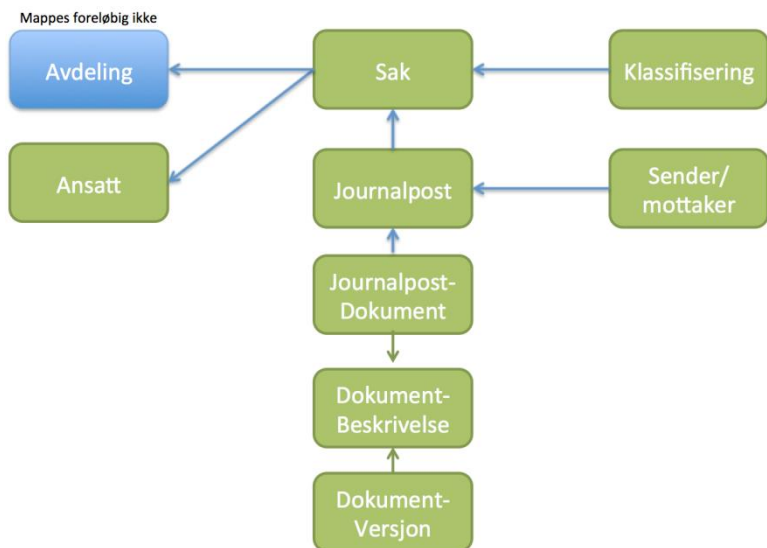 Mappes foreløbig ikke
Avdeling
Sak
Klassifisering
Ansatt
Journalpost
Sender/
mottaker
Journalpost-
Dokument
Dokument-
Beskrivelse
Dokument-
Versjon